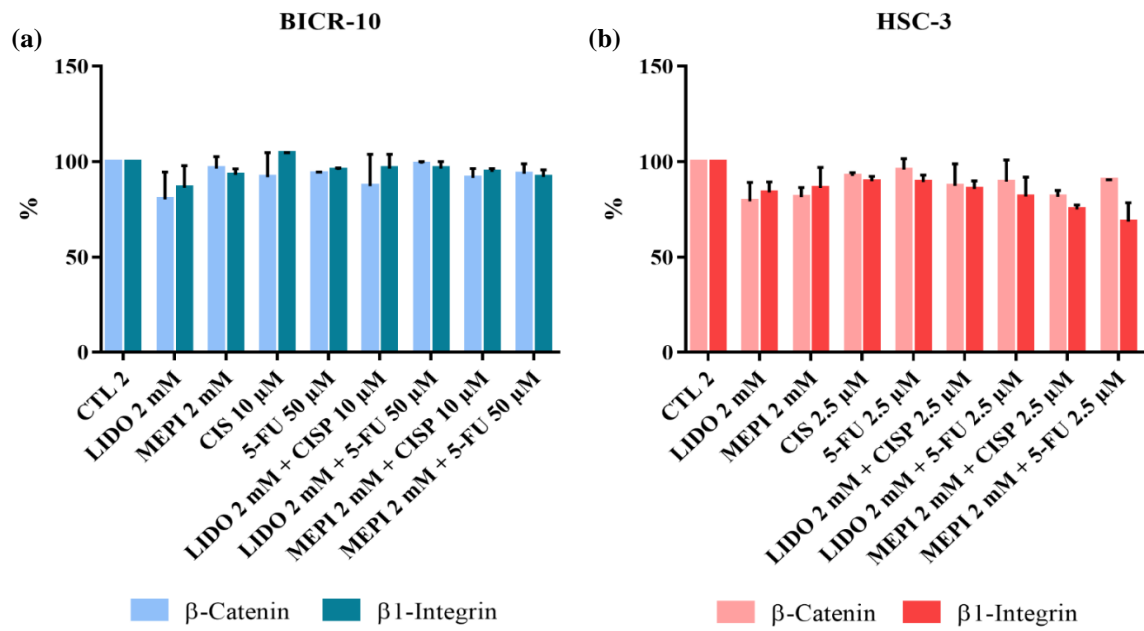 (a)
BICR-10
%
150
100
50
0
CTL 2
LIDO 2 mM
MEPI 2 mM
CIS 10 µM
5-FU 50 µM
LIDO 2 mM + CISP 10 µM
LIDO 2 mM + 5-FU 50 µM
MEPI 2 mM + CISP 10 µM
MEPI 2 mM + 5-FU 50 µM
β-Catenin
β1-Integrin
(b)
HSC-3
%
150
100
50
0
CTL 2
LIDO 2 mM
MEPI 2 mM
CIS 2.5 µM
5-FU 2.5 µM
LIDO 2 mM + CISP 2.5 µM
LIDO 2 mM + 5-FU 2.5 µM
MEPI 2 mM + CISP 2.5 µM
MEPI 2 mM + 5-FU 2.5 µM
β-Catenin
β1-Integrin